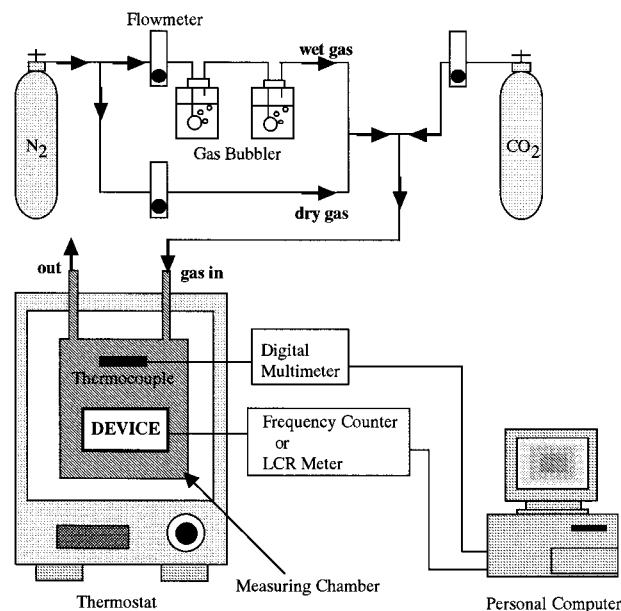 Flowmeter
wet gas
N2
Gas Bubbler
CO2
dry gas
out
gas in
Thermocouple
Digital
Multimeter
DEVICE
Frequency Counter
or
LCR Meter
Measuring Chamber
Thermostat
Personal Computer